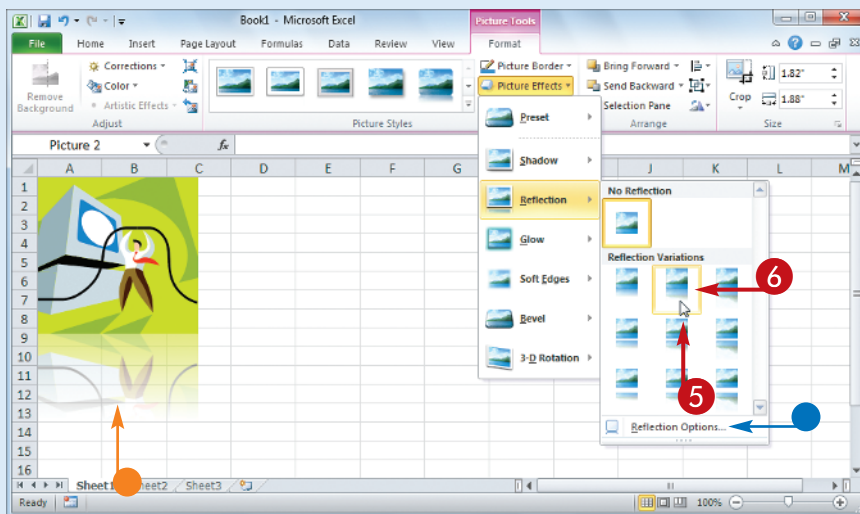 Book1 - Microsoft Excel
Picture Tools
File Home Insert Page Layout Formulas Data Review View Format
Remove Background
Corrections
Color
Artistic Effects
Adjust
Picture Styles
Picture Border
Picture Effects
Bring Forward
Send Backward
Selection Pane
Arrange
Crop
1.82"
1.88"
Size
Picture 2
fx
A B C D E F G J K L M
1
2
3
4
5
6
7
8
9
10
11
12
13
14
15
16
Preset
Shadow
Reflection
Glow
Soft Edges
Bevel
3-D Rotation
No Reflection
Reflection Variations
6
5
Reflection Options...
Sheet1 Sheet3
Ready
100%